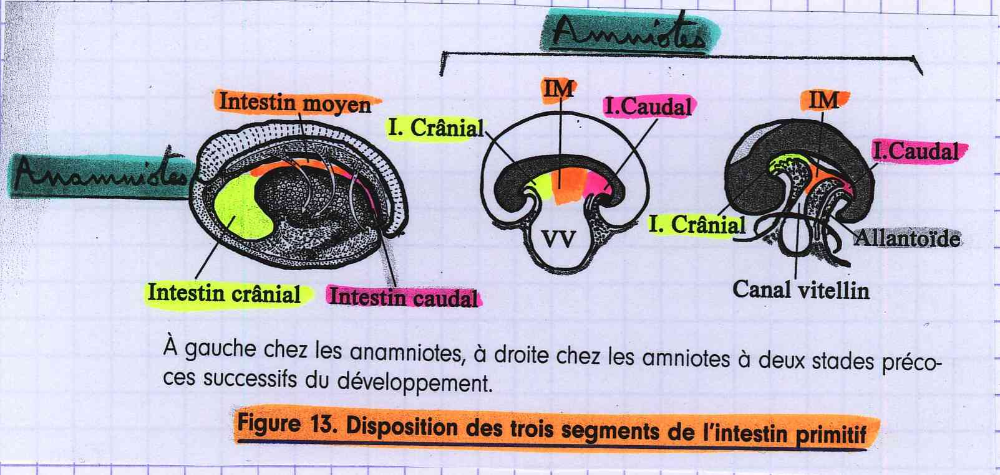 Amniotes
Anamniotes
Intestin moyen
Intestin crânial
Intestin caudal
IM
I. Crânial
I.Caudal
VV
IM
I.Caudal
I. Crânial
Allantoïde
Canal vitellin
À gauche chez les anamniotes, à droite chez les amniotes à deux stades préco-
ces successifs du développement.
Figure 13. Disposition des trois segments de l'intestin primitif